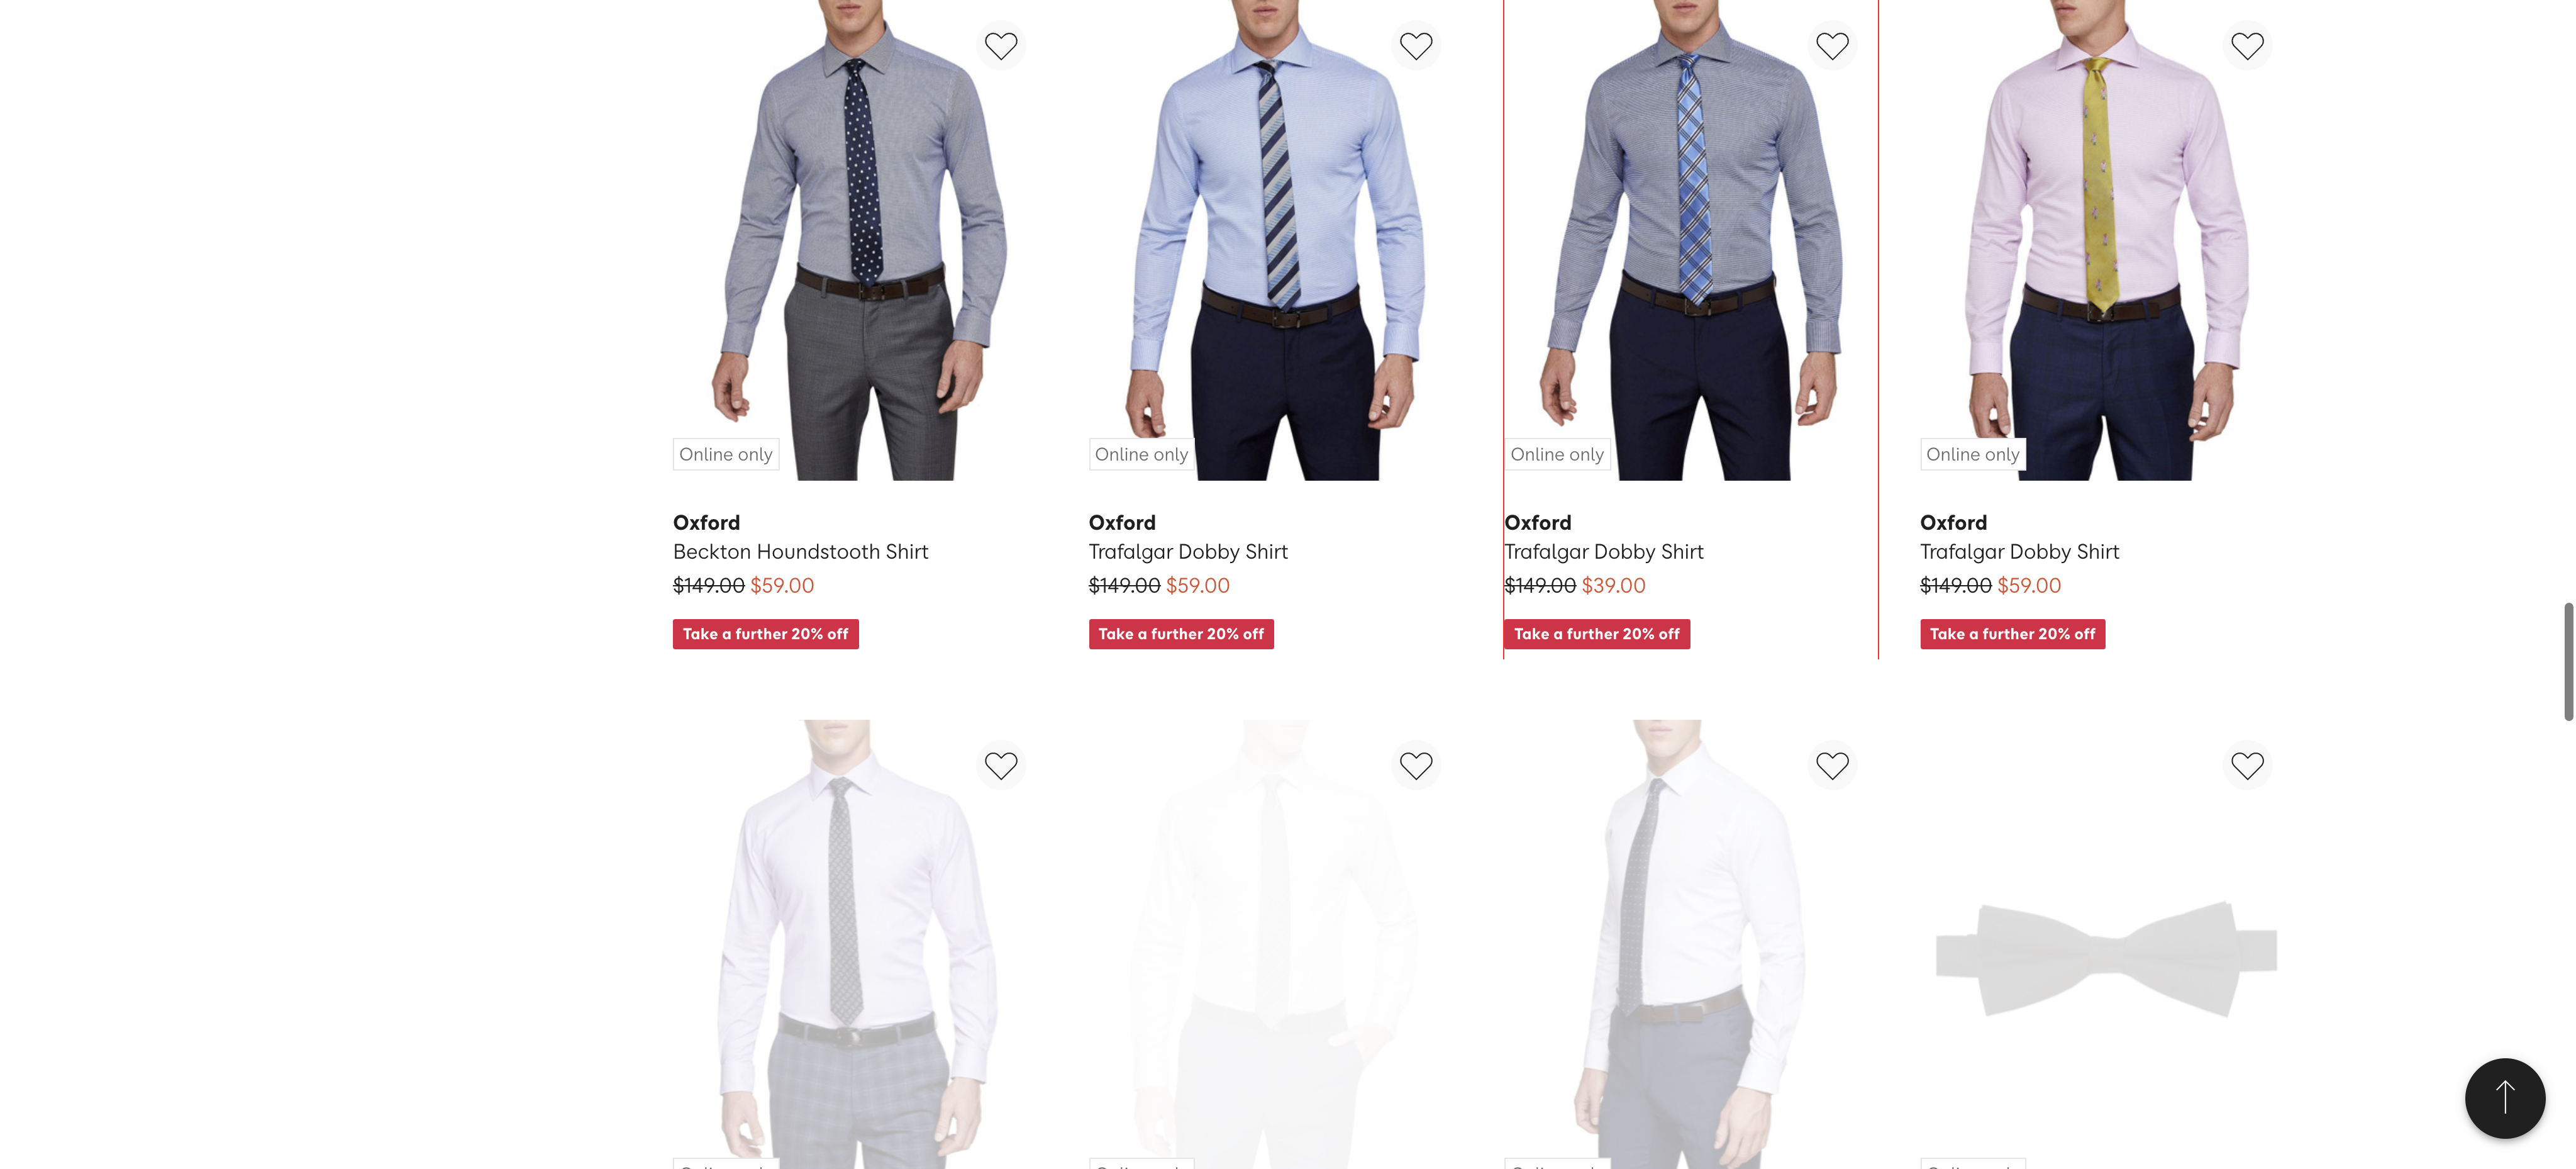 Online only
Online only
Online only
Online only
Oxford
Beckton Houndstooth Shirt
$149.00 $59.00
Take a further 20% off
Oxford
Trafalgar Dobby Shirt
$149.00 $59.00
Take a further 20% off
Oxford
Trafalgar Dobby Shirt
$149.00 $39.00
Take a further 20% off
Oxford
Trafalgar Dobby Shirt
$149.00 $59.00
Take a further 20% off